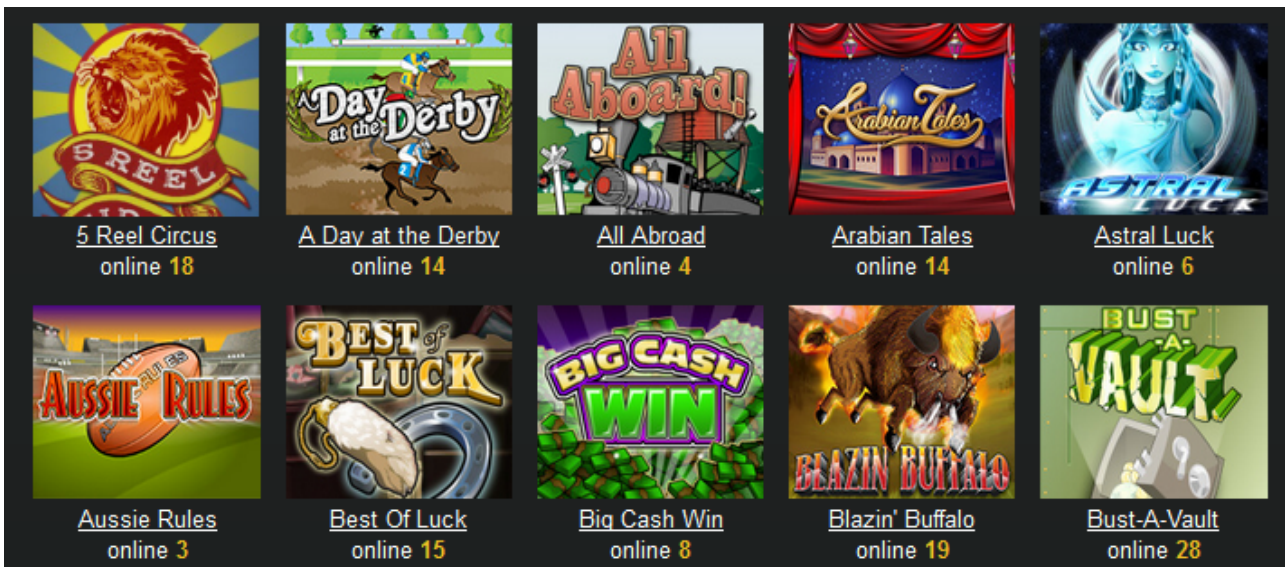 5 REEL
A Day
at the Derby
All
Aboard!
Arabian Tales
ASTRAL
LUCK
5 Reel Circus
A Day at the Derby
All Abroad
Arabian Tales
Astral Luck
online 18
online 14
online 4
online 14
online 6
RULES
AUSSIE RULES
BEST of
LUCK
BIG CASH
WIN
BLAZIN' BUFFALO
BUST
-A-
VAULT
Aussie Rules
Best Of Luck
Big Cash Win
Blazin' Buffalo
Bust-A-Vault
online 3
online 15
online 8
online 19
online 28